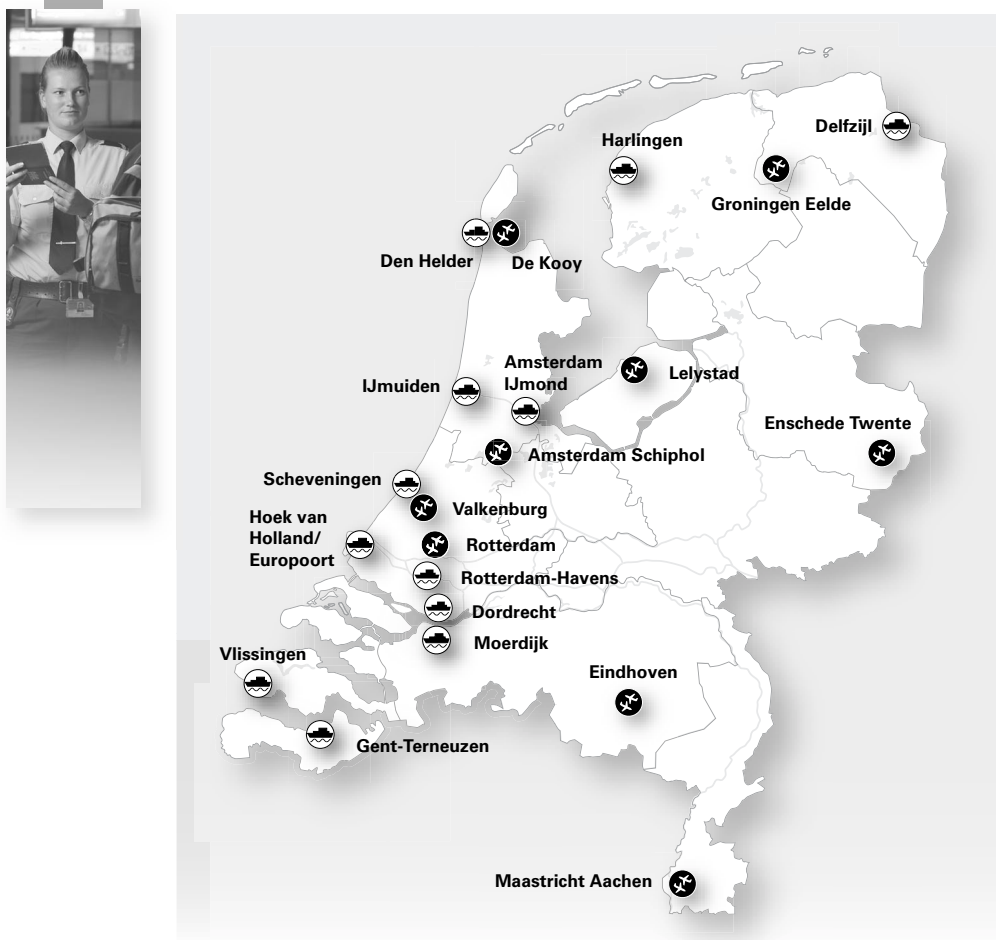 Delfzijl
Harlingen
Groningen Eelde
Den Helder
De Kooy
Amsterdam
IJmond
Lelystad
IJmuiden
Enschede Twente
Amsterdam Schiphol
Scheveningen
Valkenburg
Hoek van
Holland/
Europoort
Rotterdam
Rotterdam-Havens
Dordrecht
Moerdijk
Vlissingen
Eindhoven
Gent-Terneuzen
Maastricht Aachen